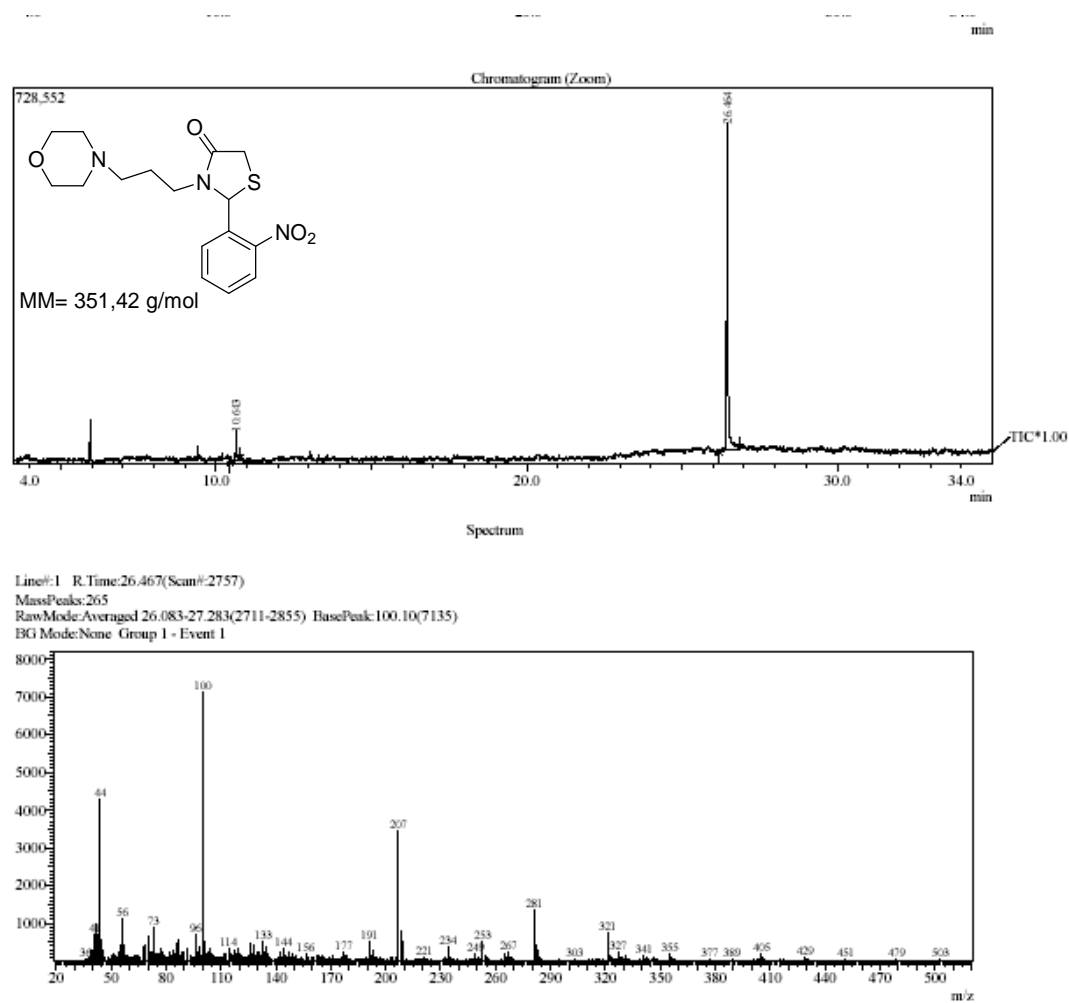 min
Chromatogram (Zoom)
728,552
26.464
O
O
N
N
S
NO2
MM= 351,42 g/mol
TIC*1.00
4.0 10.0 20.0 30.0 34.0
min
Spectrum
Line#:1 R.Time:26.467(Scan#:2757)
MassPeaks:265
RawMode:Averaged 26.083-27.283(2711-2855) BasePeak:100.10(7135)
BG Mode:None Group 1 - Event 1
8000
7000
6000
5000
4000
3000
2000
1000
100
44
207
281
56
73
321
96
133
191
253
234
114
144
156
177
221
267
303
327
341
355
377
389
405
429
451
479
503
20 50 80 110 140 170 200 230 260 290 320 350 380 410 440 470 500
m/z